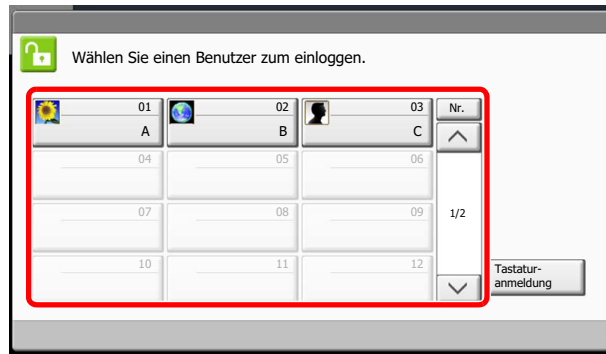 Wählen Sie einen Benutzer zum einloggen.
01 02 03 Nr.
A B C
04 05 06
07 08 09 1/2
10 11 12
Tastatur-
anmeldung